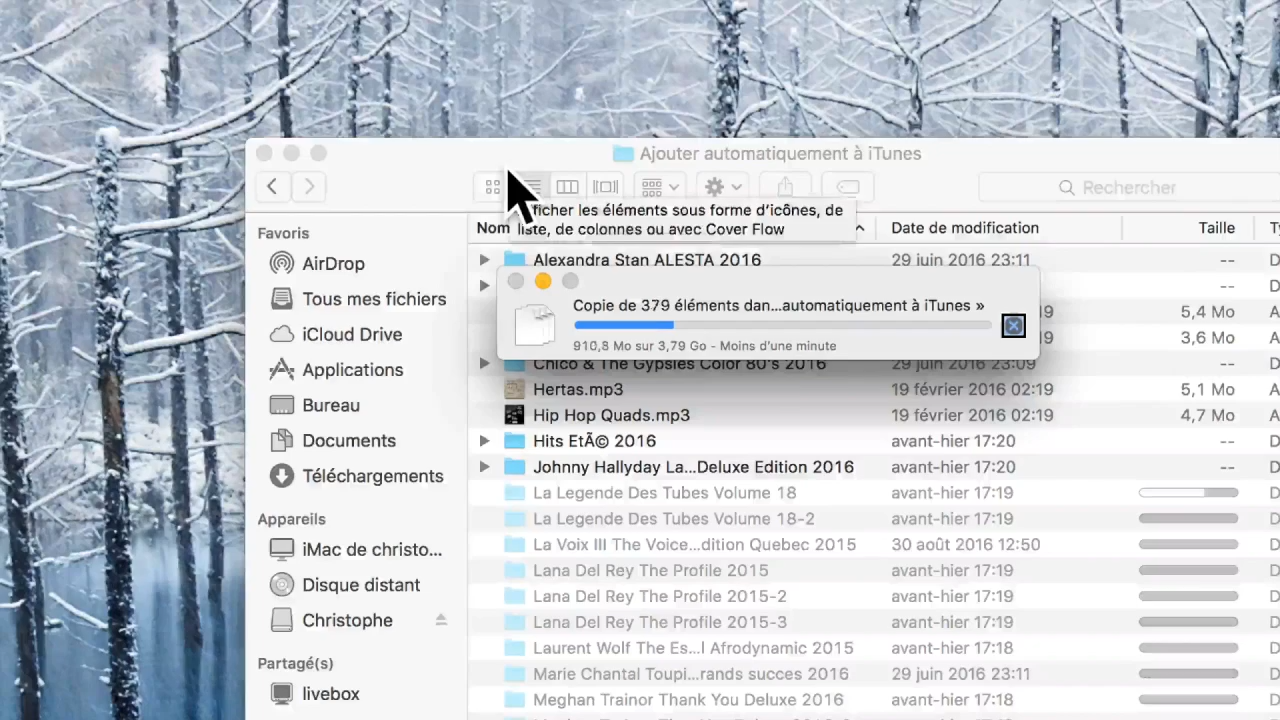 Ajouter automatiquement à iTunes
Rechercher
ficher les éléments sous forme d'icônes, de
liste, de colonnes ou avec Cover Flow
Nom
Date de modification
Taille
Favoris
AirDrop
Tous mes fichiers
iCloud Drive
Applications
Bureau
Documents
Téléchargements
Appareils
iMac de christo...
Disque distant
Christophe
Partagé(s)
livebox
Alexandra Stan ALESTA 2016 29 juin 2016 23:11 -- D
-- D
Copie de 379 éléments dan...automatiquement à iTunes »
910,8 Mo sur 3,79 Go - Moins d'une minute
19 5,4 Mo A
19 3,6 Mo A
Chico & The Gypsies Color 80's 2016 29 juin 2016 23:09 -- D
Hertas.mp3 19 février 2016 02:19 5,1 Mo A
Hip Hop Quads.mp3 19 février 2016 02:19 4,7 Mo A
Hits EtÃ© 2016 avant-hier 17:20 -- D
Johnny Hallyday La...Deluxe Edition 2016 avant-hier 17:20 -- D
La Legende Des Tubes Volume 18 avant-hier 17:19 D
La Legende Des Tubes Volume 18-2 avant-hier 17:19 D
La Voix III The Voice...dition Quebec 2015 30 août 2016 12:50 D
Lana Del Rey The Profile 2015 avant-hier 17:19 D
Lana Del Rey The Profile 2015-2 avant-hier 17:19 D
Lana Del Rey The Profile 2015-3 avant-hier 17:19 D
Laurent Wolf The Es...l Afrodynamic 2015 avant-hier 17:18 D
Marie Chantal Toupi...rands succes 2016 29 juin 2016 23:11 D
Meghan Trainor Thank You Deluxe 2016 avant-hier 17:18 D